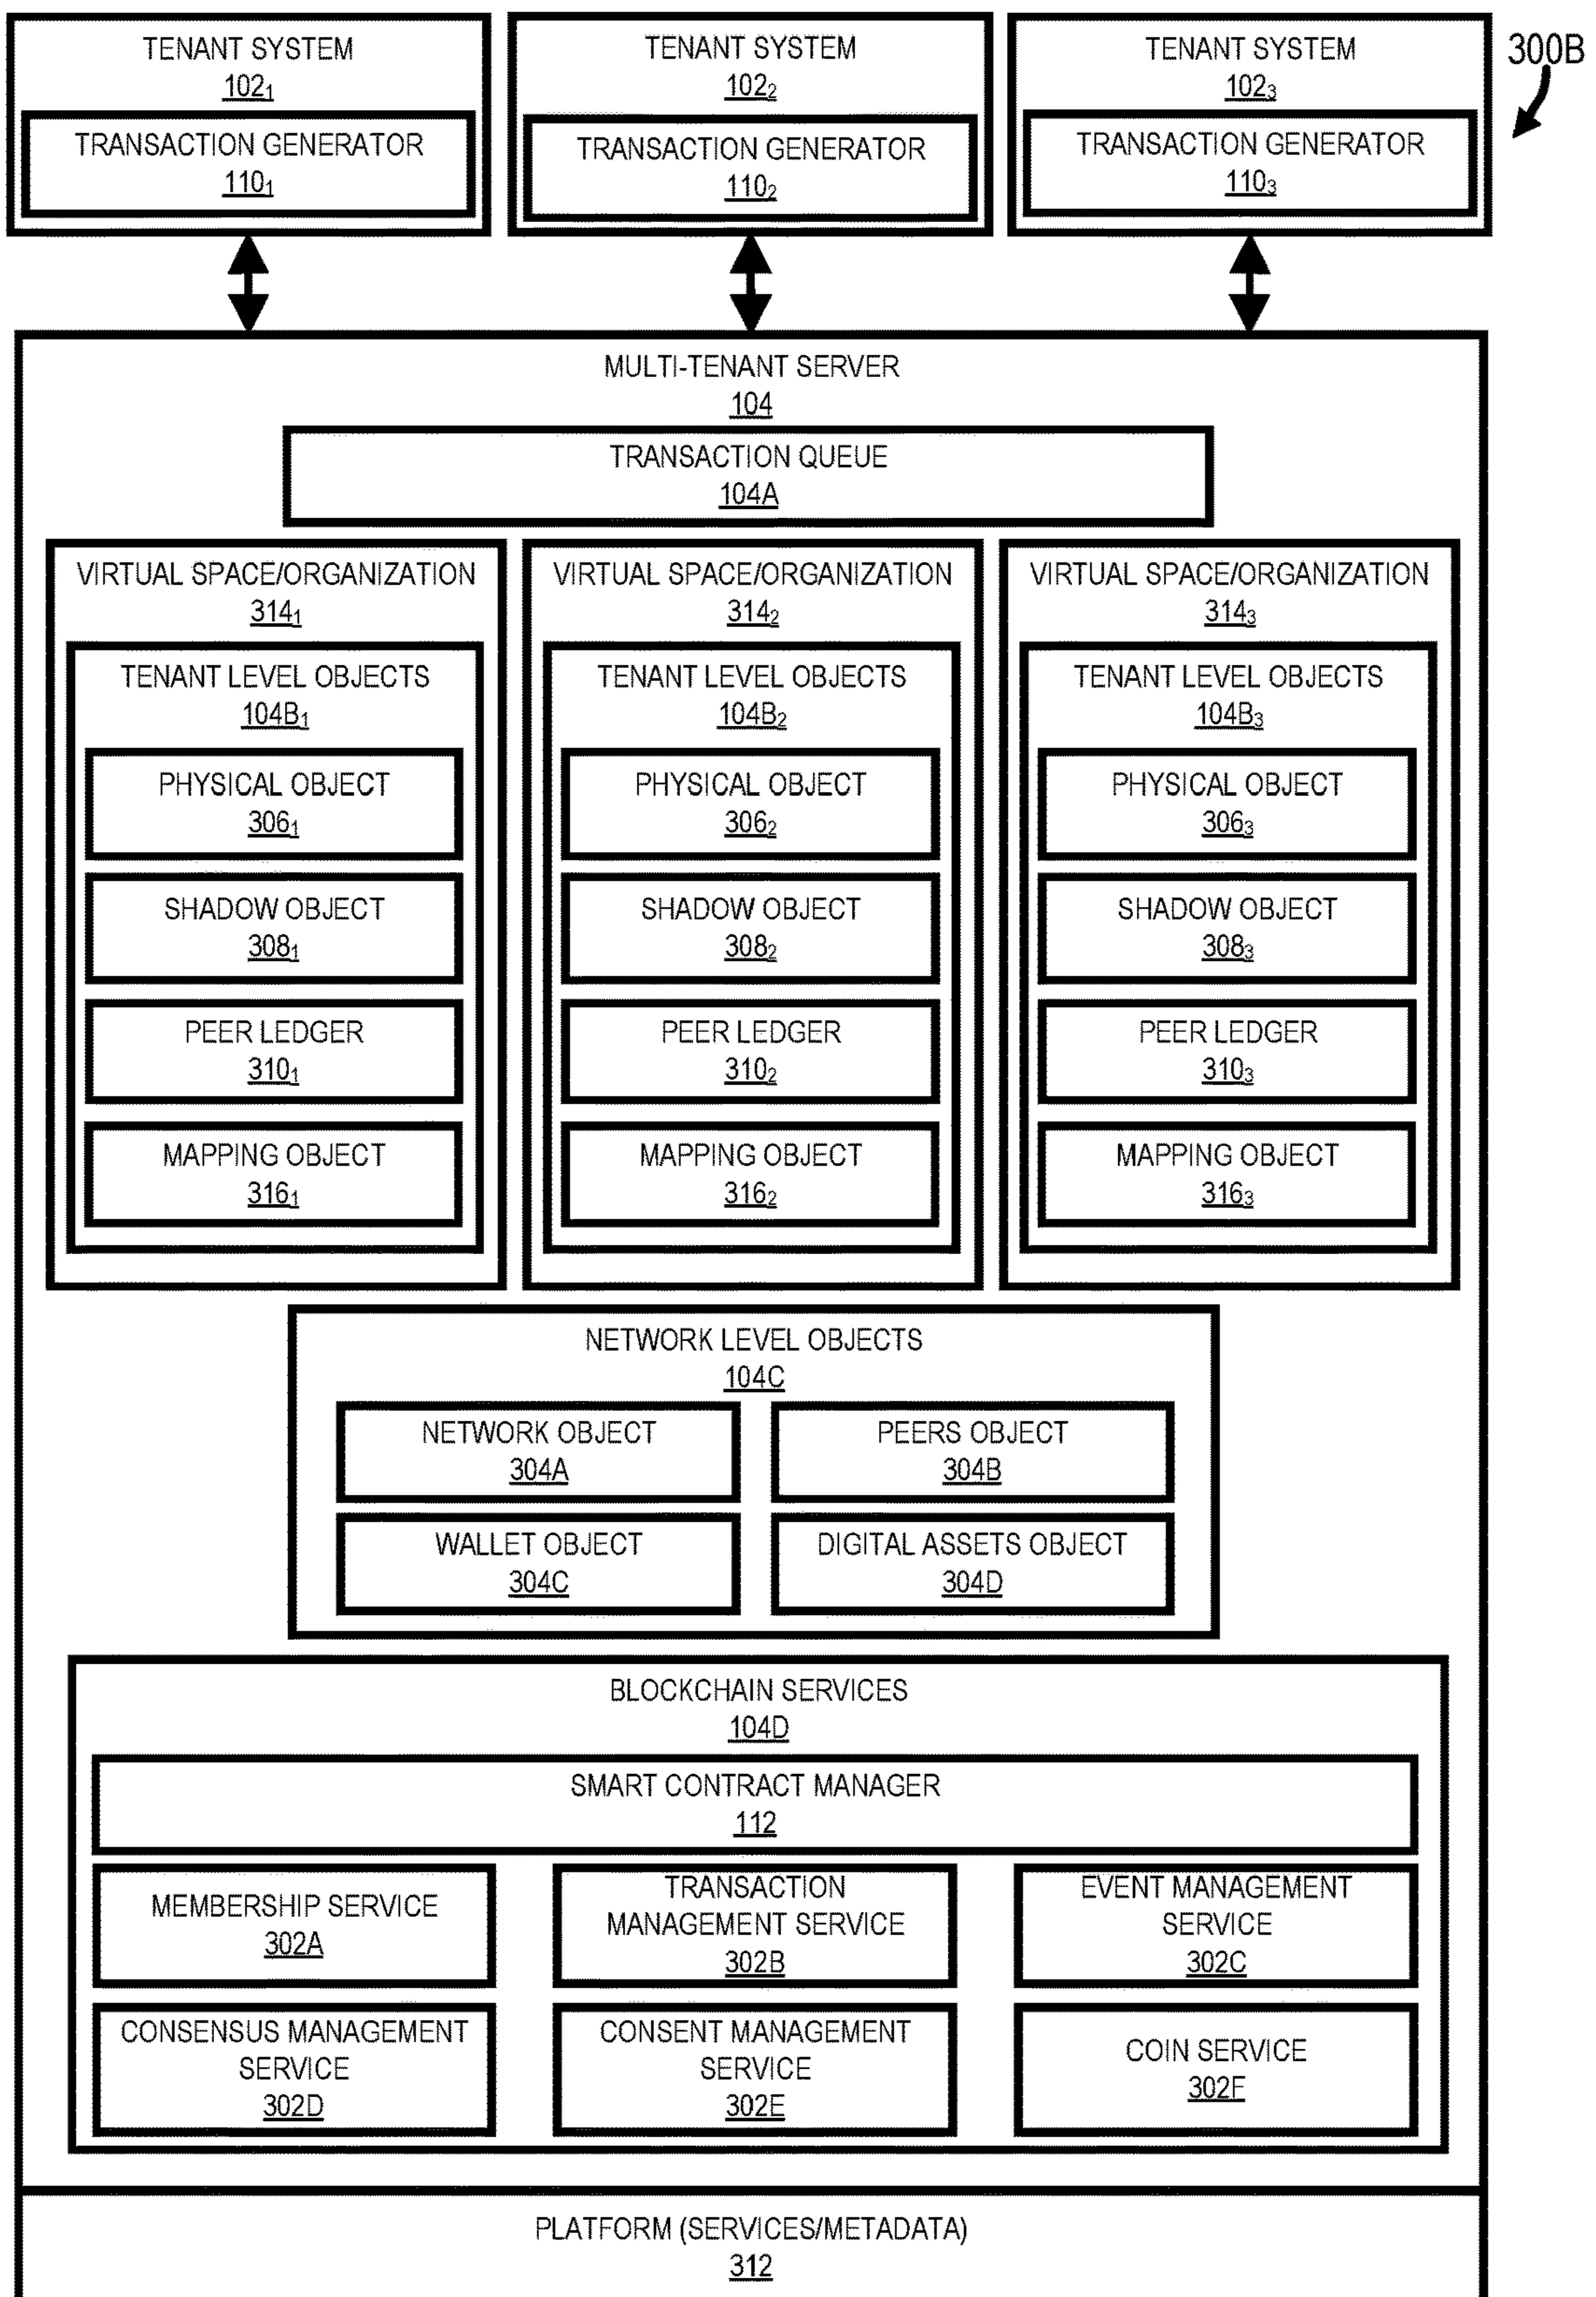 300B
TENANT SYSTEM
102₁
TRANSACTION GENERATOR
110₁
TENANT SYSTEM
102₂
TRANSACTION GENERATOR
110₂
TENANT SYSTEM
102₃
TRANSACTION GENERATOR
110₃
MULTI-TENANT SERVER
104
TRANSACTION QUEUE
104A
VIRTUAL SPACE/ORGANIZATION
314₁
TENANT LEVEL OBJECTS
104B₁
PHYSICAL OBJECT
306₁
SHADOW OBJECT
308₁
PEER LEDGER
310₁
MAPPING OBJECT
316₁
VIRTUAL SPACE/ORGANIZATION
314₂
TENANT LEVEL OBJECTS
104B₂
PHYSICAL OBJECT
306₂
SHADOW OBJECT
308₂
PEER LEDGER
310₂
MAPPING OBJECT
316₂
VIRTUAL SPACE/ORGANIZATION
314₃
TENANT LEVEL OBJECTS
104B₃
PHYSICAL OBJECT
306₃
SHADOW OBJECT
308₃
PEER LEDGER
310₃
MAPPING OBJECT
316₃
NETWORK LEVEL OBJECTS
104C
NETWORK OBJECT
304A
PEERS OBJECT
304B
WALLET OBJECT
304C
DIGITAL ASSETS OBJECT
304D
BLOCKCHAIN SERVICES
104D
SMART CONTRACT MANAGER
112
MEMBERSHIP SERVICE
302A
TRANSACTION
MANAGEMENT SERVICE
302B
EVENT MANAGEMENT
SERVICE
302C
CONSENSUS MANAGEMENT
SERVICE
302D
CONSENT MANAGEMENT
SERVICE
302E
COIN SERVICE
302F
PLATFORM (SERVICES/METADATA)
312